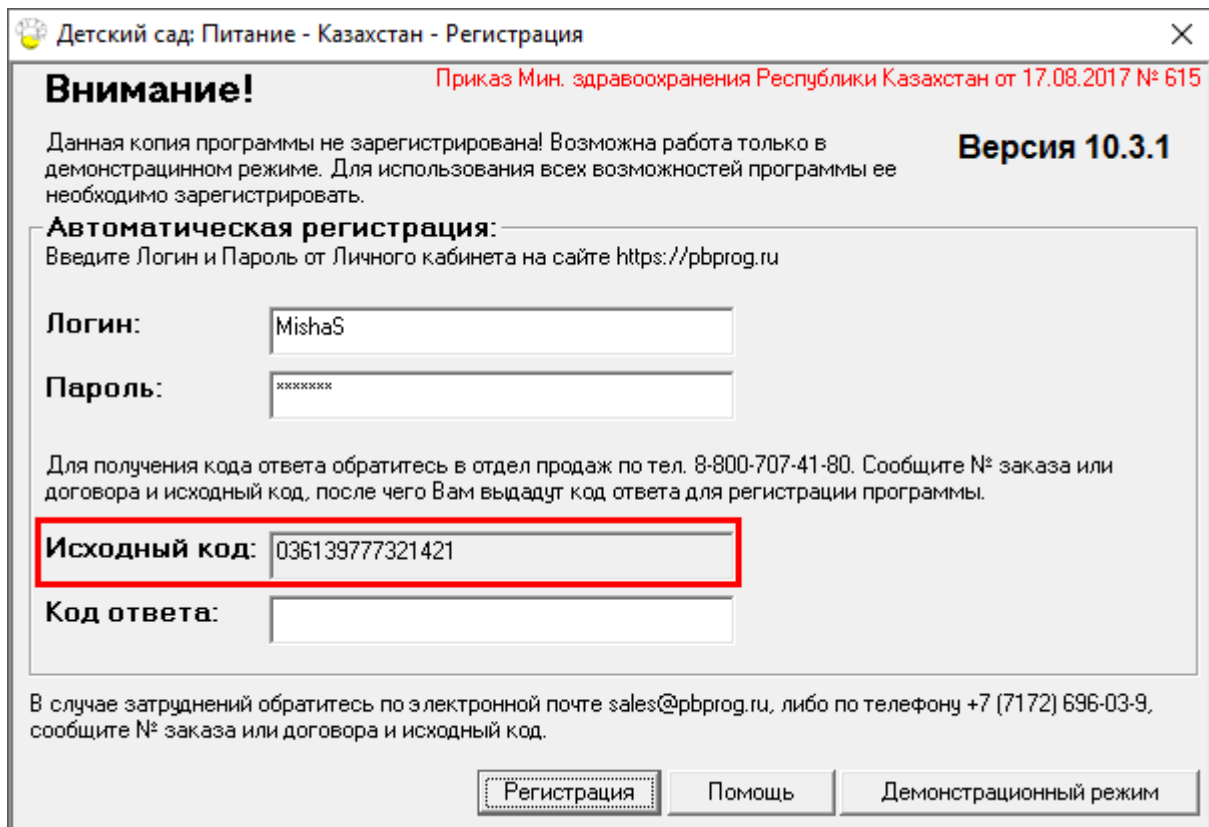 Детский сад: Питание - Казахстан - Регистрация
Внимание!
Приказ Мин. здравоохранения Республики Казахстан от 17.08.2017 № 615
Данная копия программы не зарегистрирована! Возможна работа только в
демонстрацинном режиме. Для использования всех возможностей программы ее
необходимо зарегистрировать.
Версия 10.3.1
Автоматическая регистрация:
Введите Логин и Пароль от Личного кабинета на сайте https://pbprog.ru
Логин: MishaS
Пароль: *******
Для получения кода ответа обратитесь в отдел продаж по тел. 8-800-707-41-80. Сообщите № заказа или
договора и исходный код, после чего Вам выдадут код ответа для регистрации программы.
Исходный код: 036139777321421
Код ответа:
В случае затруднений обратитесь по электронной почте sales@pbprog.ru, либо по телефону +7 (7172) 696-03-9,
сообщите № заказа или договора и исходный код.
Регистрация Помощь Демонстрационный режим